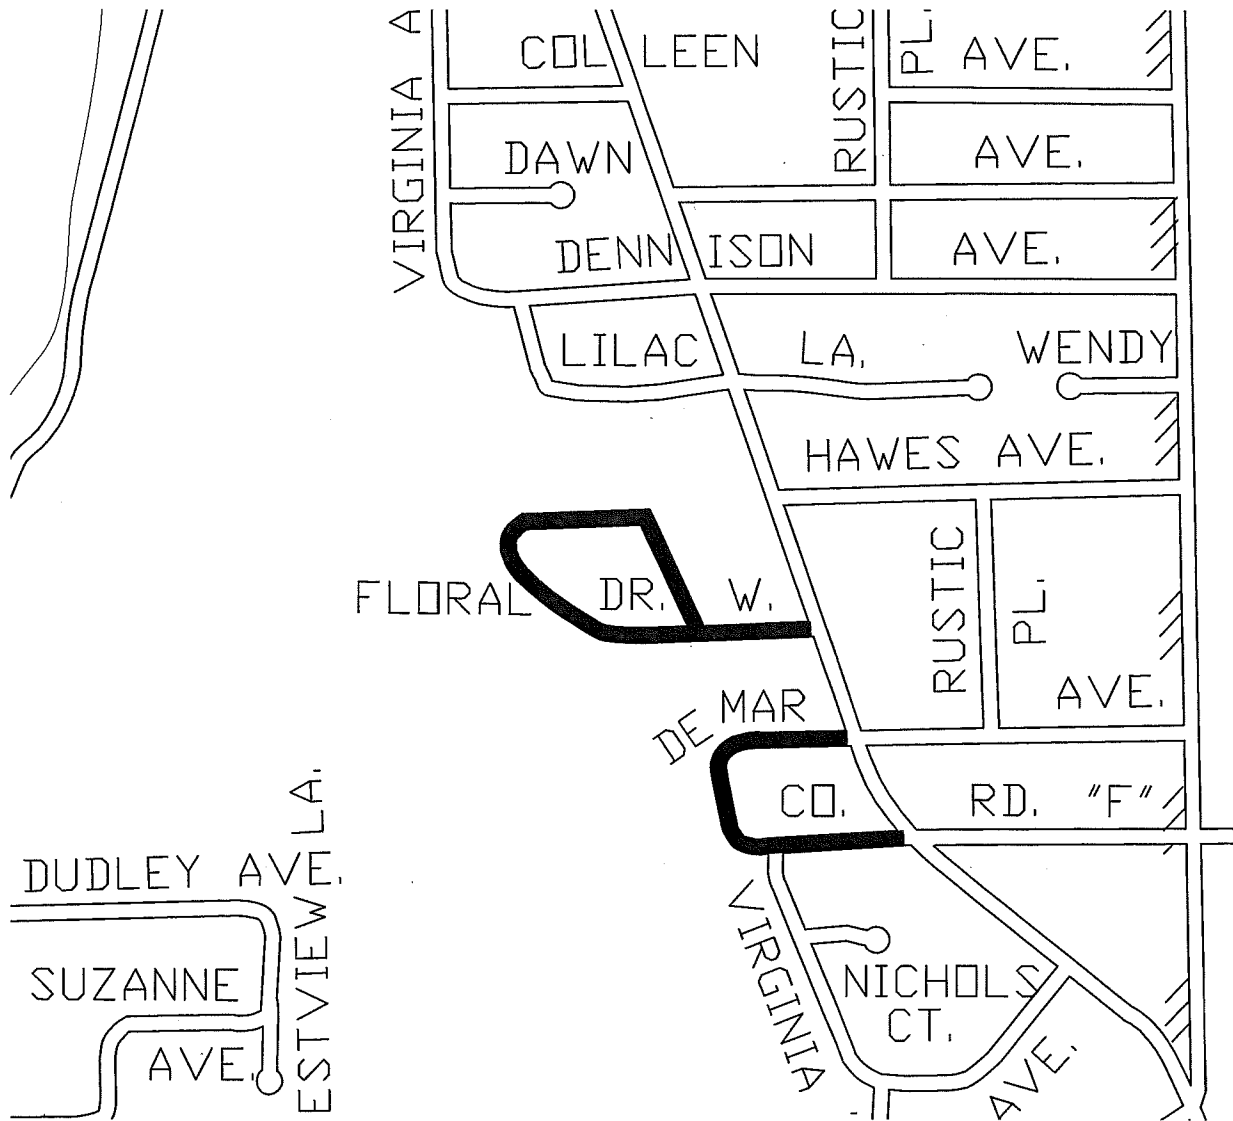 VIRGINIA A
COLLEEN AVE.
RUSTIC PL.
DAWN AVE.
DENNISON AVE.
LILAC LA.
WENDY
HAWES AVE.
FLORAL DR. W.
RUSTIC PL.
DE MAR AVE.
CO. RD. "F"
DUDLEY AVE.
ESTVIEW LA.
SUZANNE AVE.
VIRGINIA AVE.
NICHOLS CT.